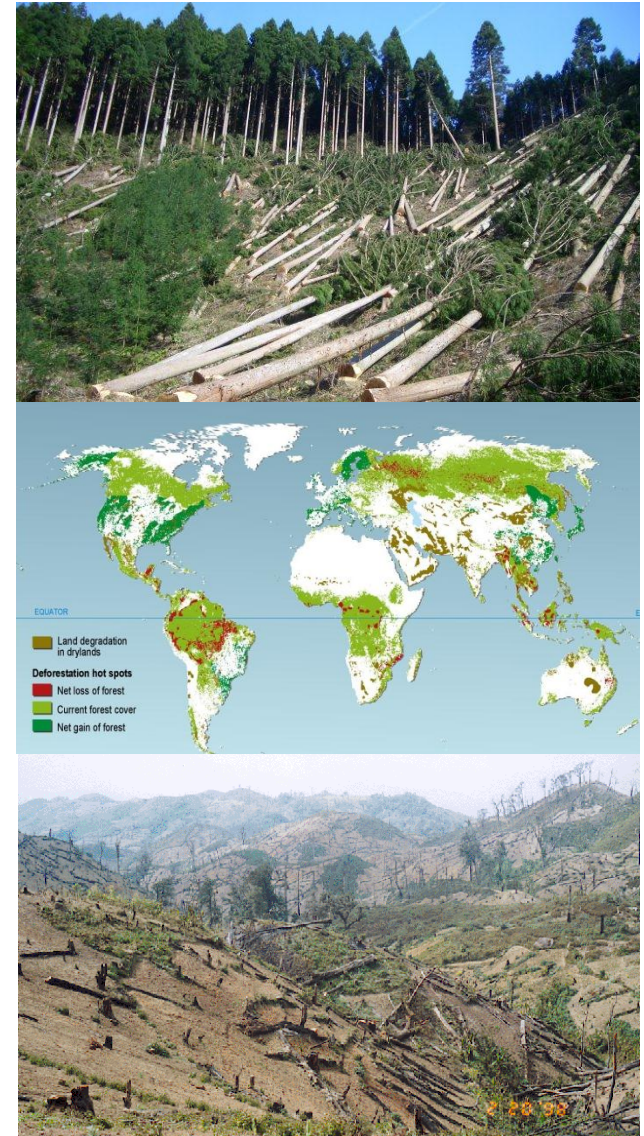 EQUATOR
E
Land degradation
in drylands
Deforestation hot spots
Net loss of forest
Current forest cover
Net gain of forest
2 28 98